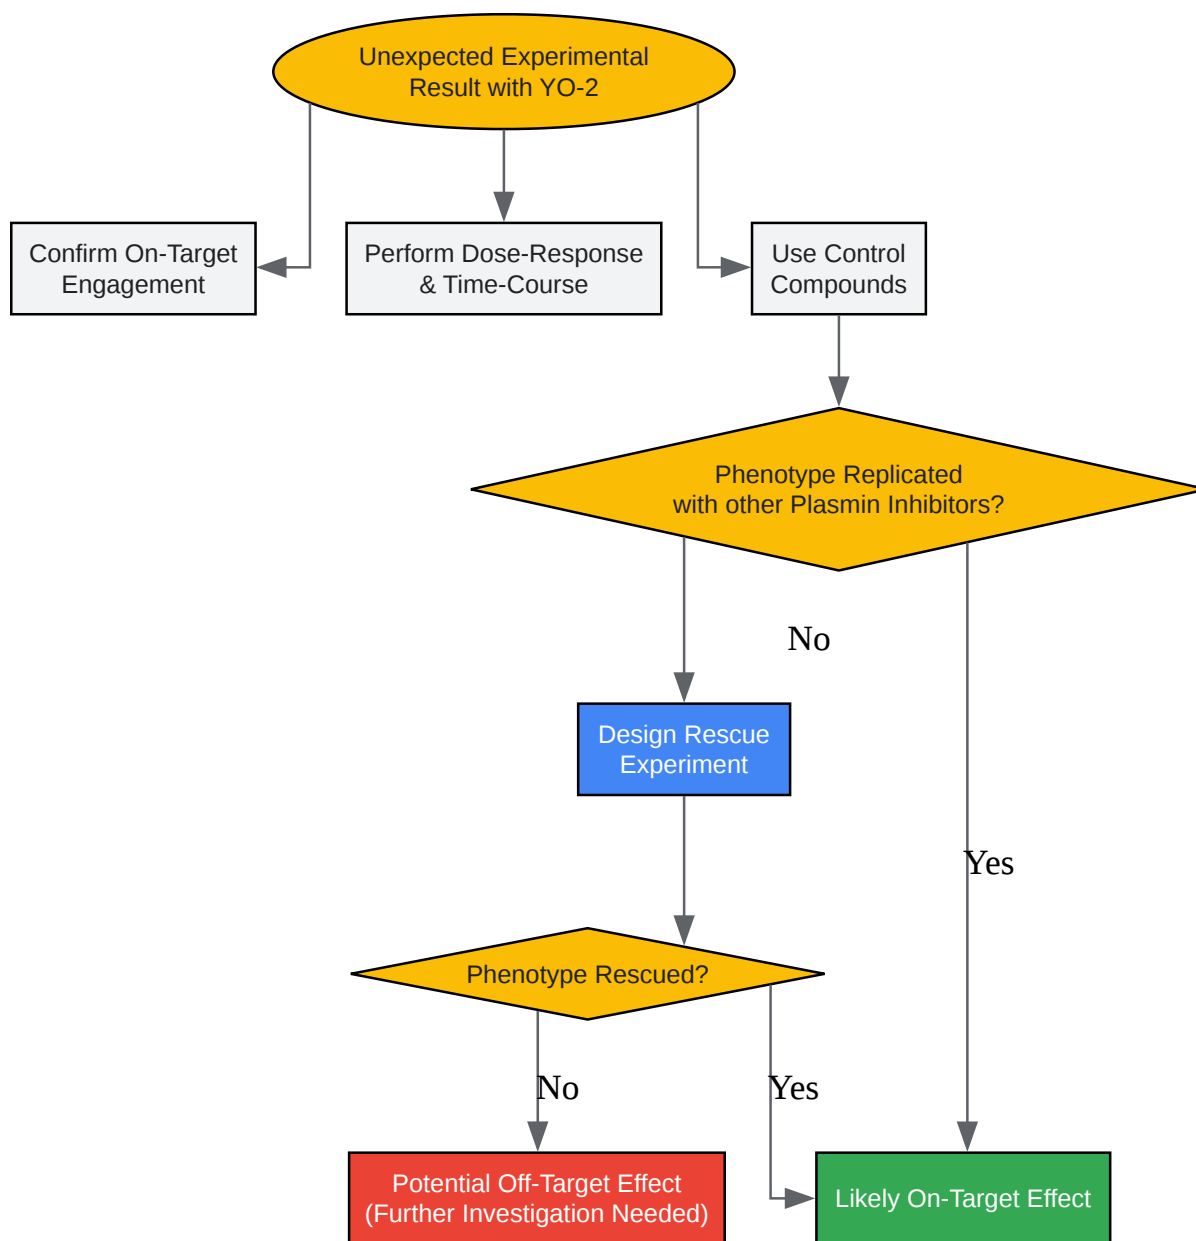 Unexpected Experimental
Result with YO-2
Confirm On-Target
Engagement
Perform Dose-Response
& Time-Course
Use Control
Compounds
Phenotype Replicated
with other Plasmin Inhibitors?
No
Design Rescue
Experiment
Yes
Phenotype Rescued?
No
Yes
Potential Off-Target Effect
(Further Investigation Needed)
Likely On-Target Effect